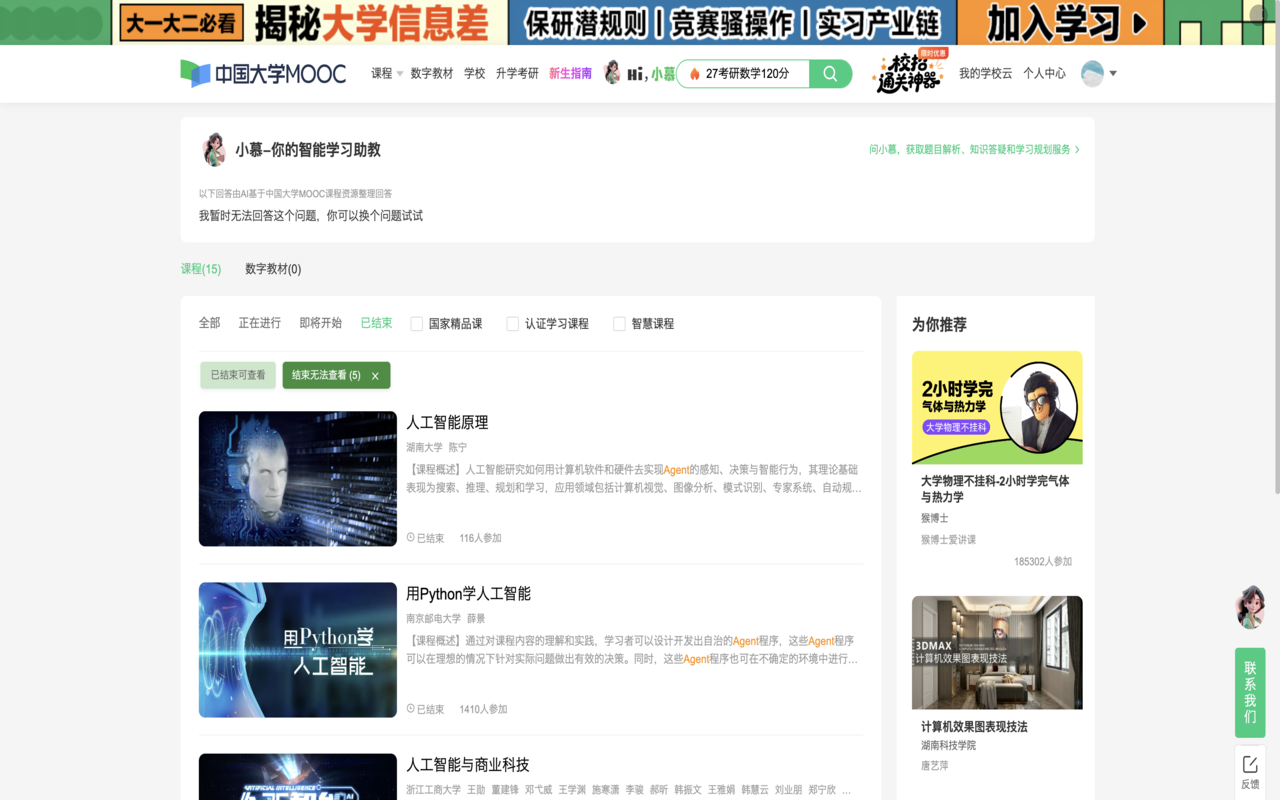 大一大二必看
揭秘大学信息差
保研潜规则 | 竞赛骚操作 | 实习产业链
加入学习
中国大学MOOC
课程
数字教材
学校
升学考研
新生指南
Hi , 小慕
27考研数学120分
校招
通关神器
限时优惠
我的学校云
个人中心
小慕–你的智能学习助教
问小慕，获取题目解析、知识答疑和学习规划服务
以下回答由AI基于中国大学MOOC课程资源整理回答
我暂时无法回答这个问题，你可以换个问题试试
课程(15)
数字教材(0)
全部
正在进行
即将开始
已结束
国家精品课
认证学习课程
智慧课程
已结束可查看
结束无法查看 (5)
人工智能原理
湖南大学 陈宁
【课程概述】人工智能研究如何用计算机软件和硬件去实现Agent的感知、决策与智能行为，其理论基础
表现为搜索、推理、规划和学习，应用领域包括计算机视觉、图像分析、模式识别、专家系统、自动规...
已结束
116人参加
用Python学
人工智能
用Python学人工智能
南京邮电大学 薛景
【课程概述】通过对课程内容的理解和实践，学习者可以设计开发出自治的Agent程序，这些Agent程序
可以在理想的情况下针对实际问题做出有效的决策。同时，这些Agent程序也可在不确定的环境中进行...
已结束
1410人参加
ARTIFICIAL INTELLIGENCE
人工智能与商业科技
浙江工商大学 王勋 董建锋 邓弋威 王学渊 施寒潇 李骏 郝昕 韩振文 王雅娟 韩慧云 刘业朋 郑宁欣 ...
为你推荐
2小时学完
气体与热力学
大学物理不挂科
大学物理不挂科-2小时学完气体
与热力学
猴博士
猴博士爱讲课
185302人参加
3DMAX
计算机效果图表现技法
计算机效果图表现技法
湖南科技学院
唐艺萍
联系我们
反馈